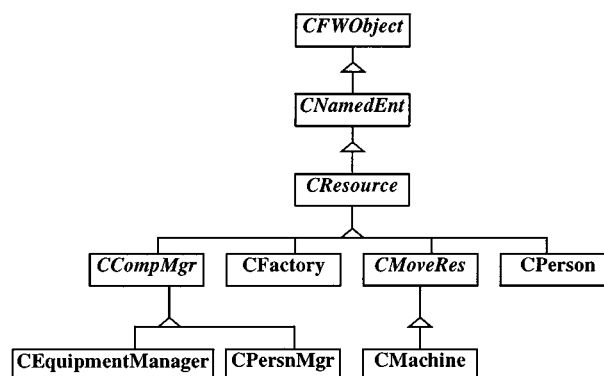 CFWObject
CNamedEnt
CResource
CCompMgr
CFactory
CMoveRes
CPerson
CEquipmentManager
CPersnMgr
CMachine